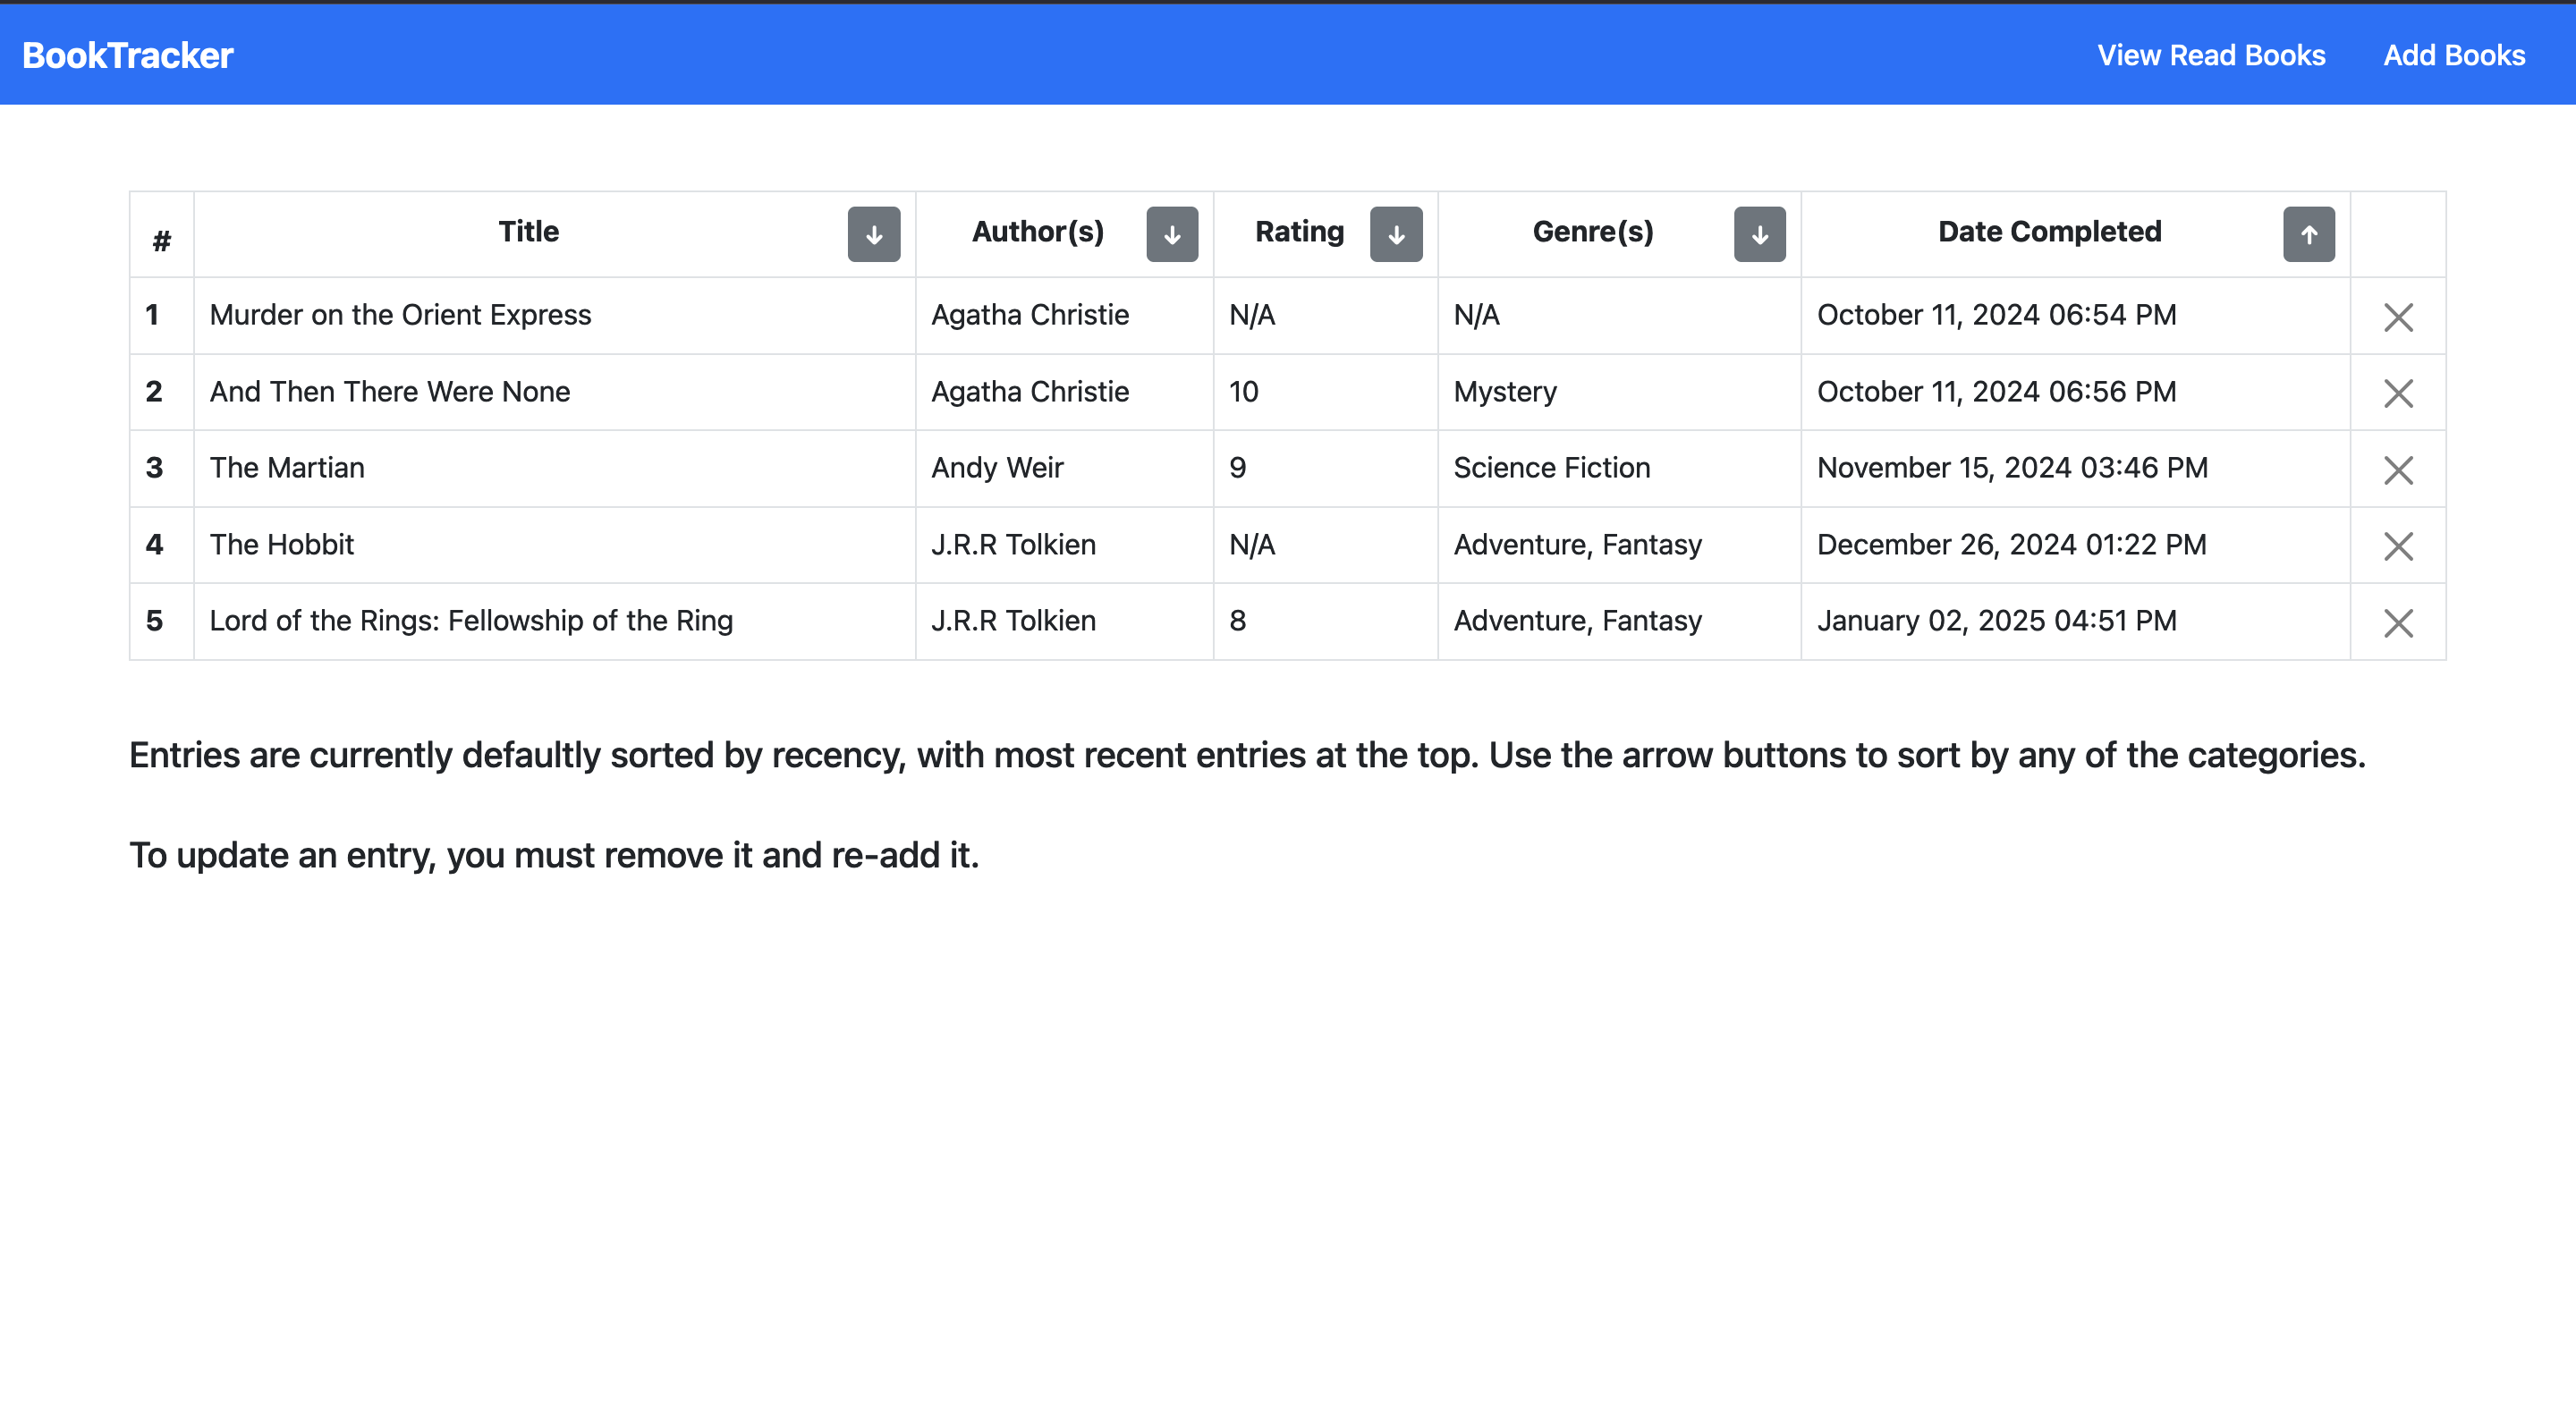 BookTracker View Read Books Add Books
# Title Author(s) Rating Genre(s) Date Completed
1 Murder on the Orient Express Agatha Christie N/A N/A October 11, 2024 06:54 PM
2 And Then There Were None Agatha Christie 10 Mystery October 11, 2024 06:56 PM
3 The Martian Andy Weir 9 Science Fiction November 15, 2024 03:46 PM
4 The Hobbit J.R.R Tolkien N/A Adventure, Fantasy December 26, 2024 01:22 PM
5 Lord of the Rings: Fellowship of the Ring J.R.R Tolkien 8 Adventure, Fantasy January 02, 2025 04:51 PM
Entries are currently defaultly sorted by recency, with most recent entries at the top. Use the arrow buttons to sort by any of the categories.
To update an entry, you must remove it and re-add it.